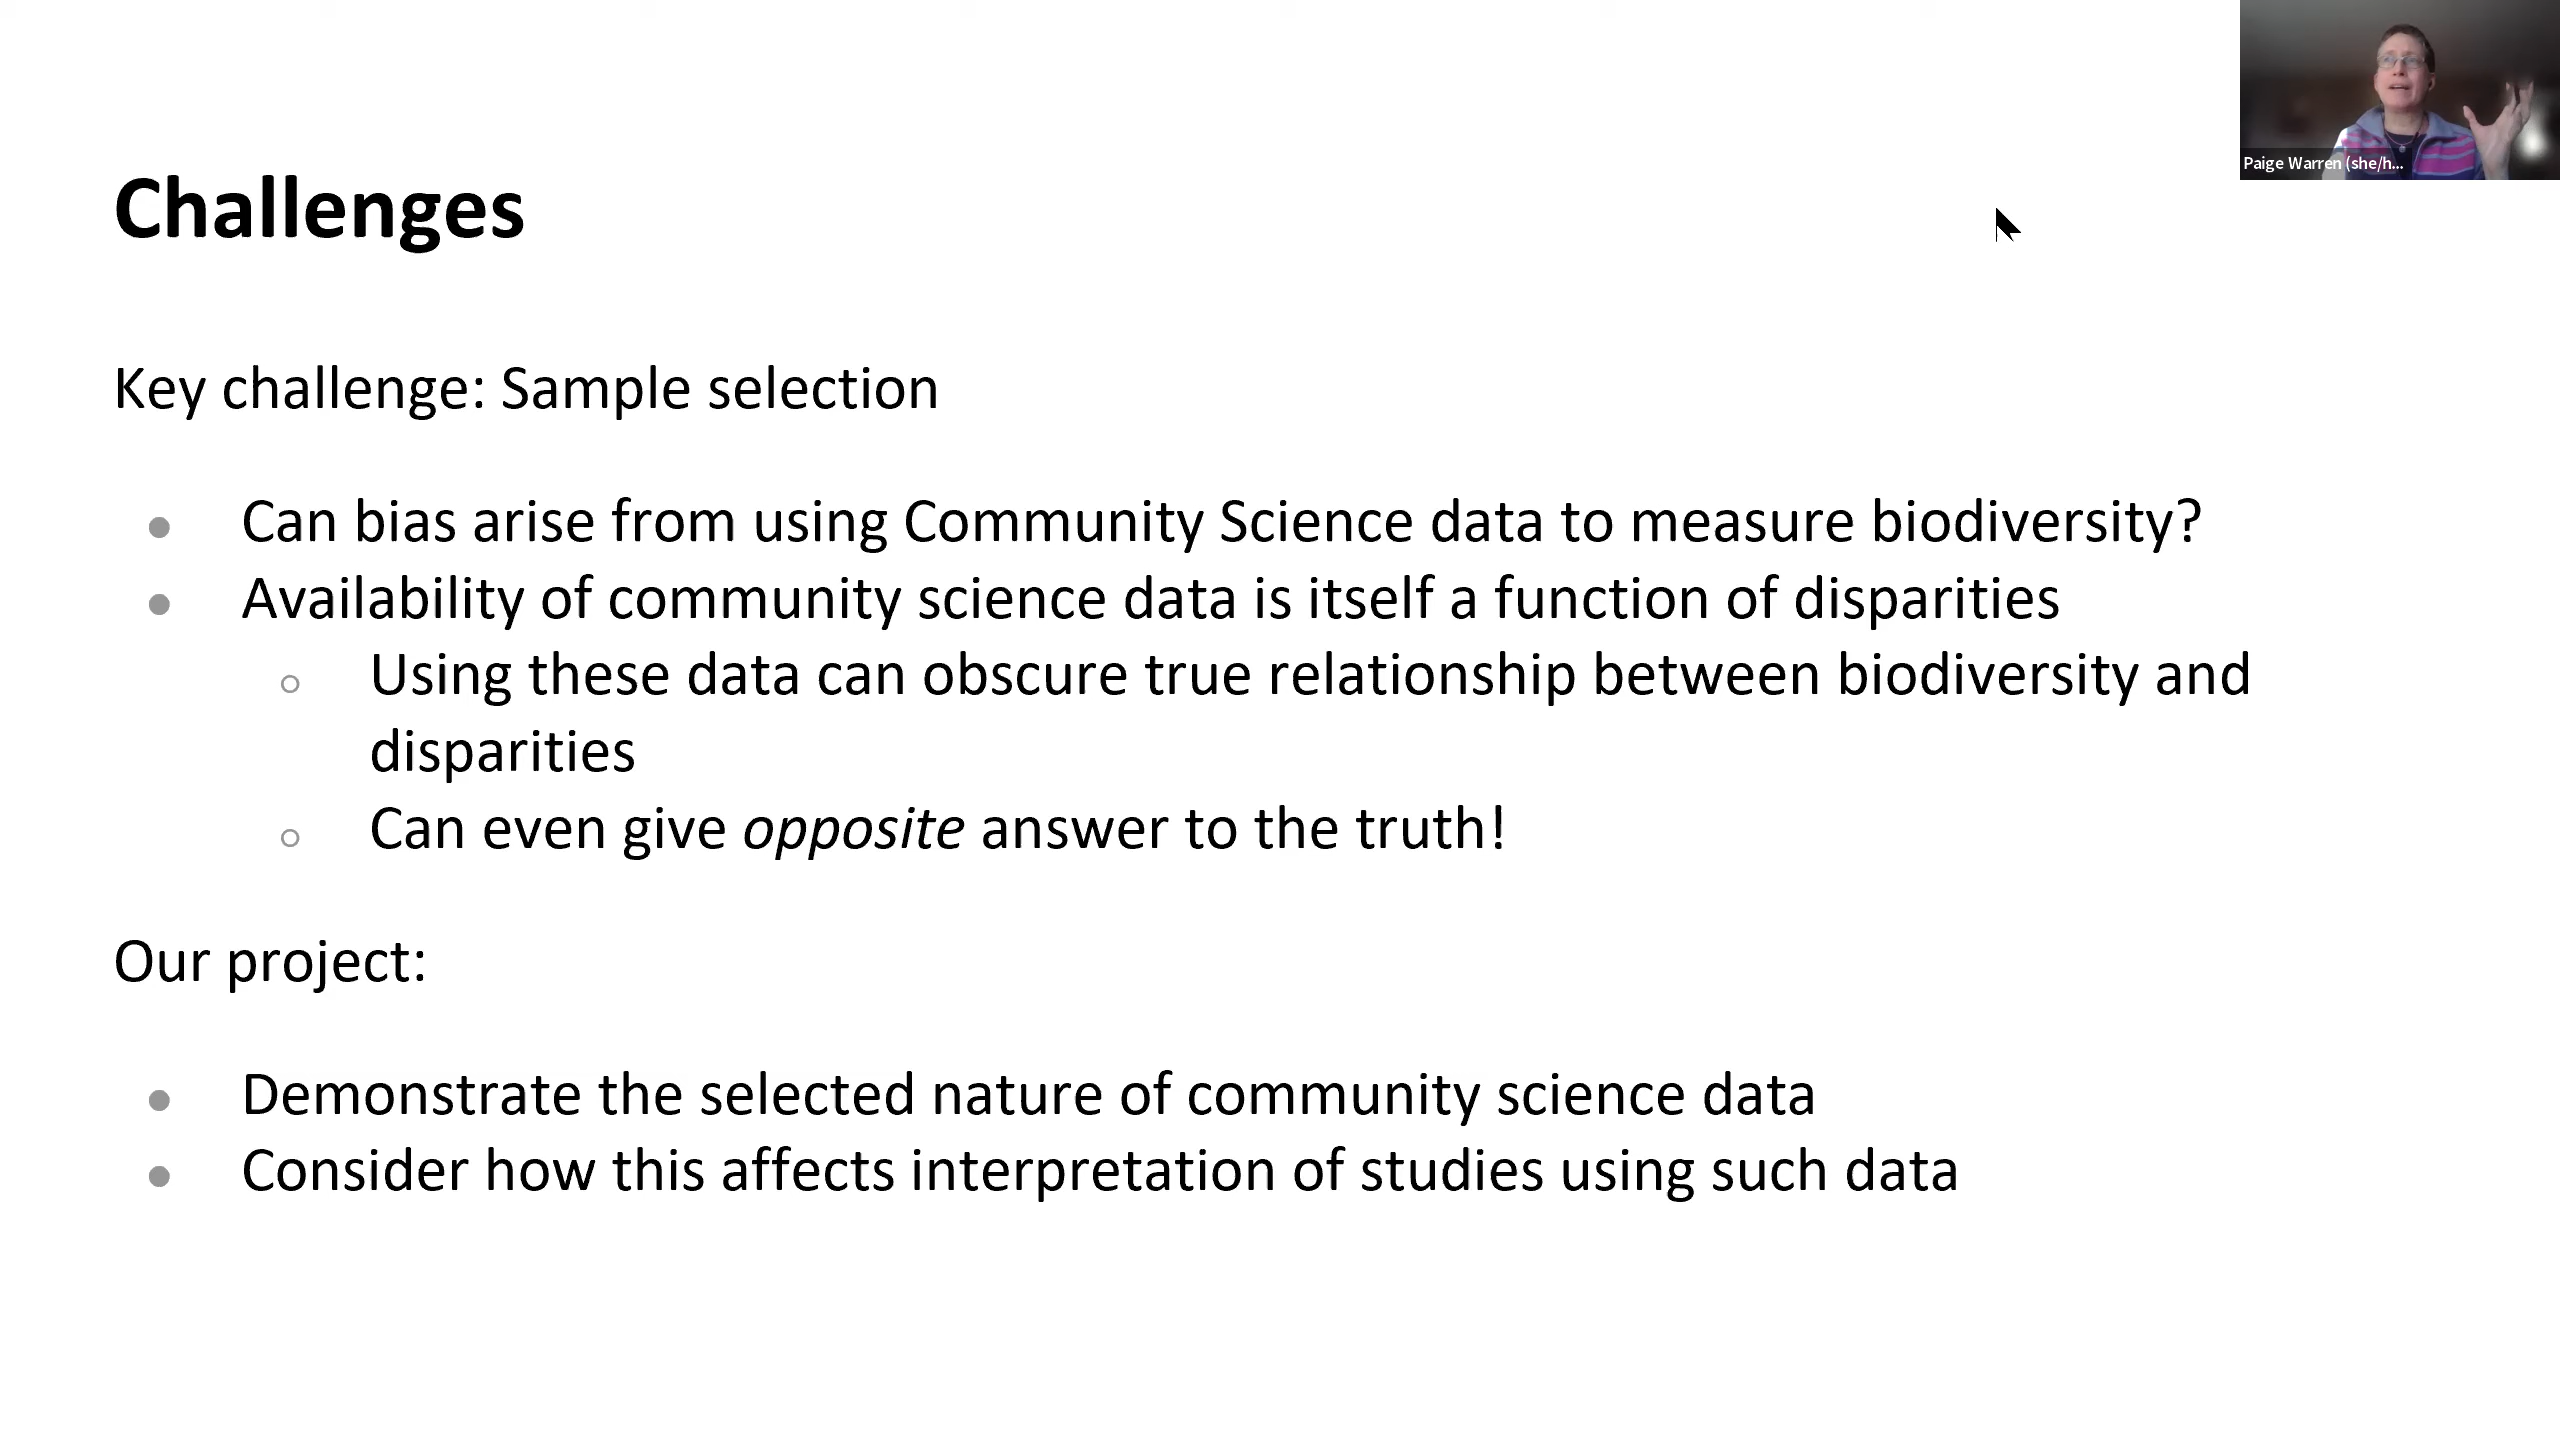 Paige Warren (she/h...
Challenges
Key challenge: Sample selection
Can bias arise from using Community Science data to measure biodiversity?
Availability of community science data is itself a function of disparities
Using these data can obscure true relationship between biodiversity and
disparities
Can even give opposite answer to the truth!
Our project:
Demonstrate the selected nature of community science data
Consider how this affects interpretation of studies using such data